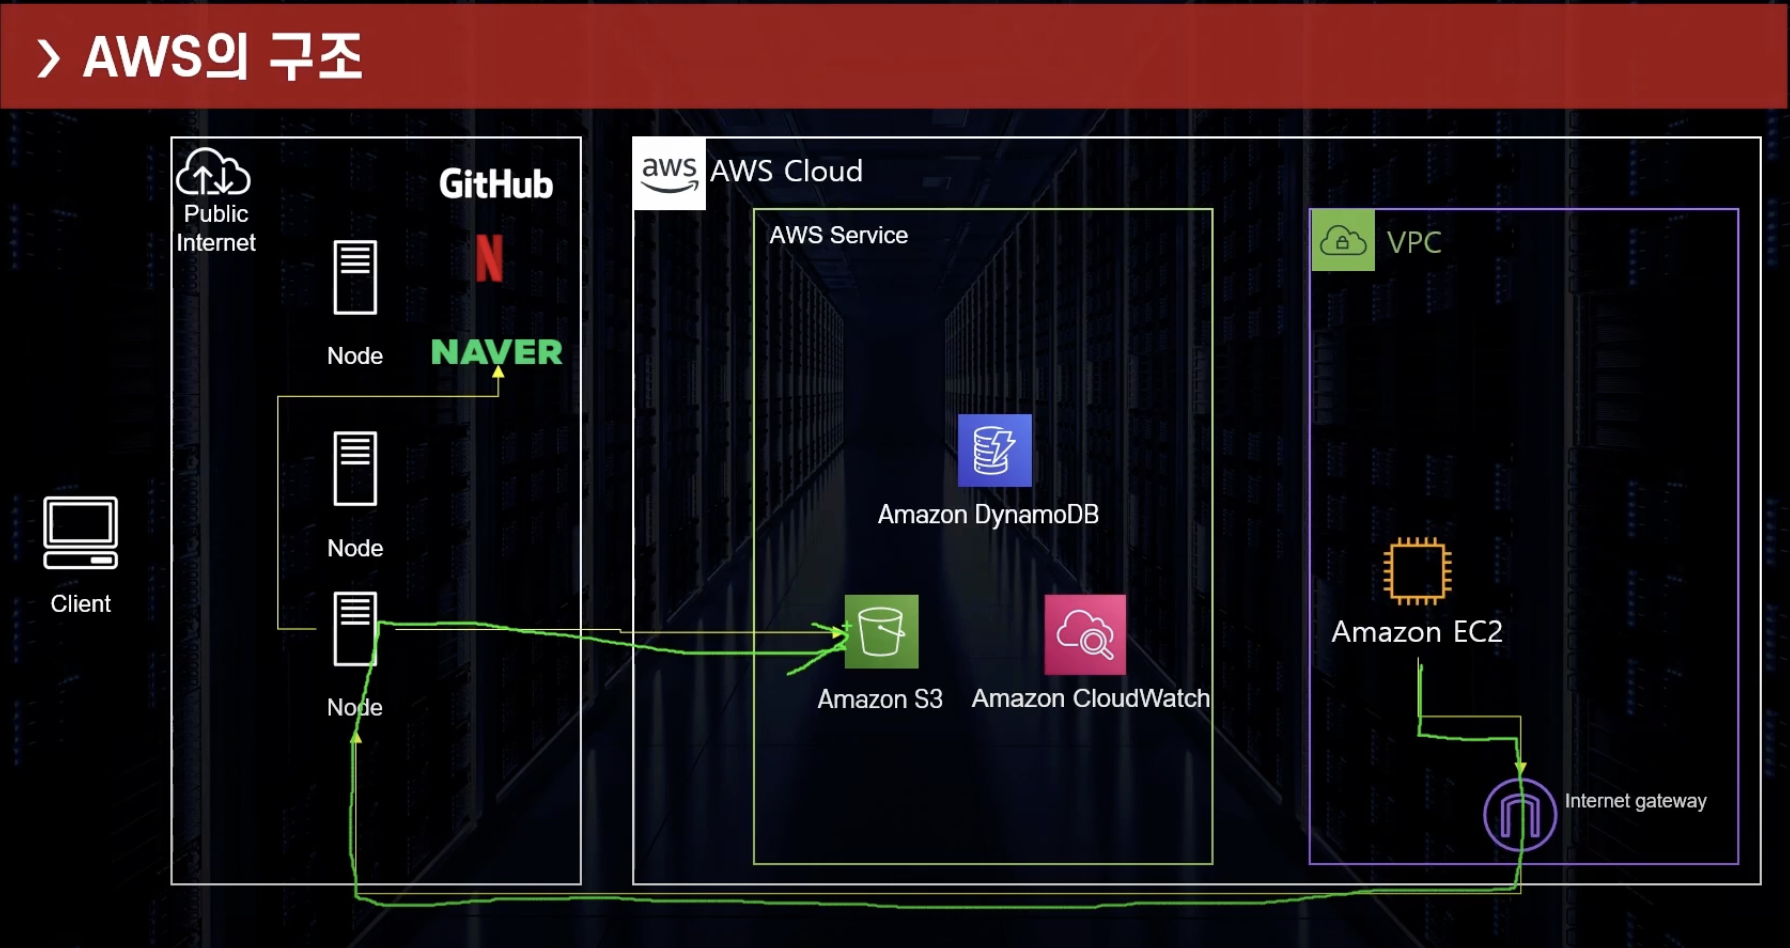 ❯ AWS의 구조
Public
Internet
GitHub
N
Node
NAVER
Node
Node
Client
aws
AWS Cloud
AWS Service
Amazon DynamoDB
Amazon S3
Amazon CloudWatch
VPC
Amazon EC2
Internet gateway